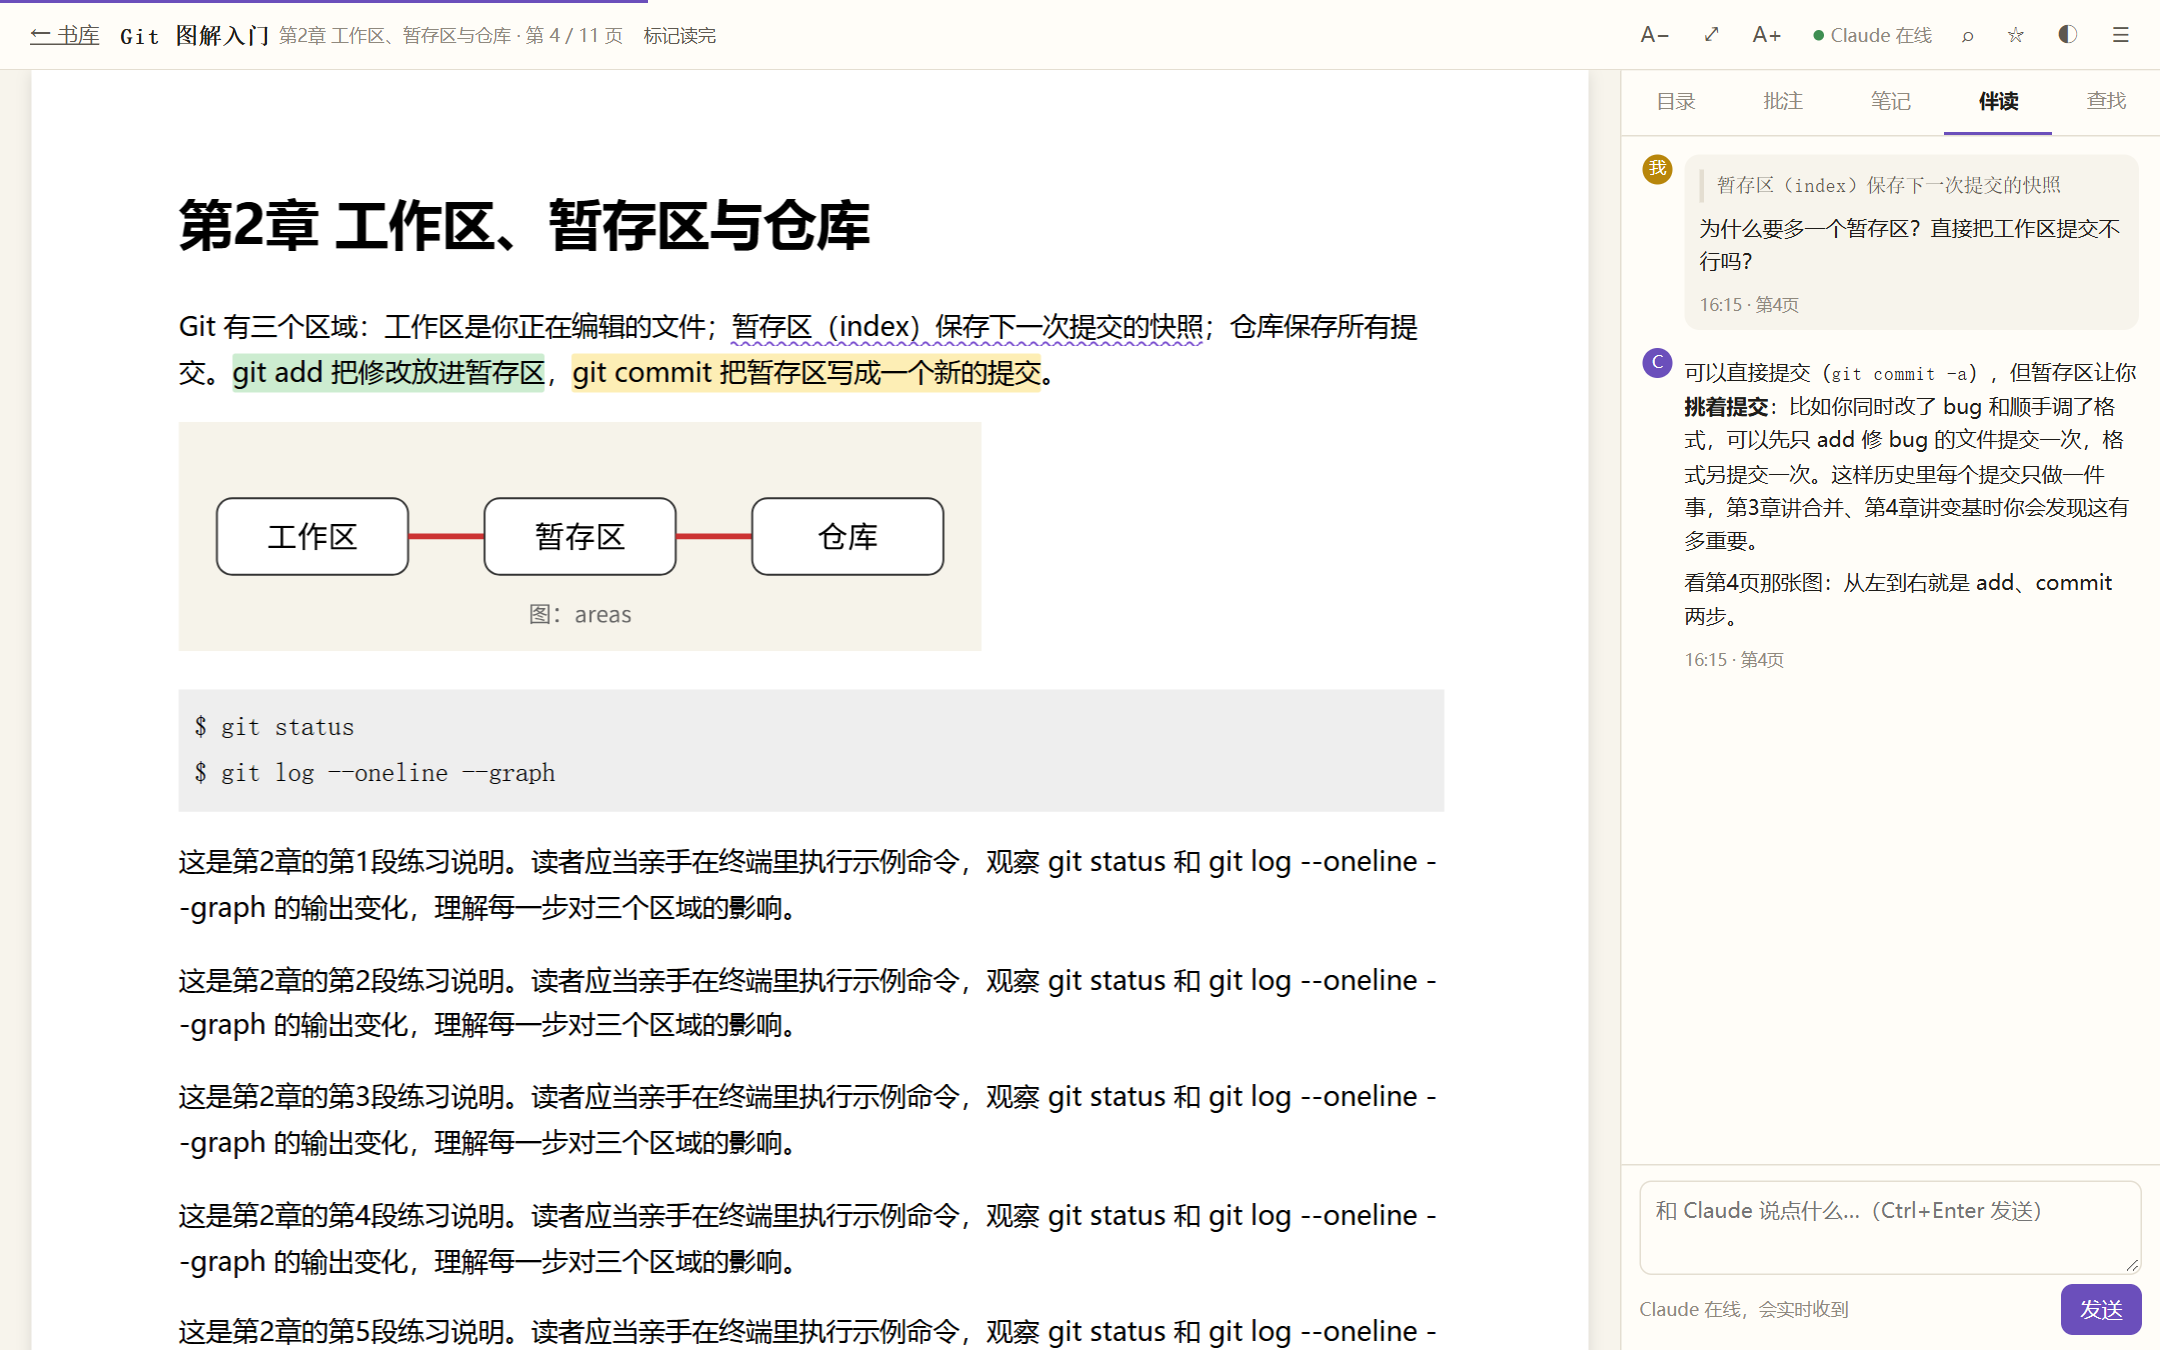 ← 书库 Git 图解入门 第2章 工作区、暂存区与仓库 · 第 4 / 11 页 标记读完
A− ⤢ A+ Claude 在线 ⌕ ☆ ◐ ☰
第2章 工作区、暂存区与仓库
Git 有三个区域：工作区是你正在编辑的文件；暂存区（index）保存下一次提交的快照；仓库保存所有提
交。git add 把修改放进暂存区，git commit 把暂存区写成一个新的提交。
工作区 暂存区 仓库
图：areas
$ git status
$ git log --oneline --graph
这是第2章的第1段练习说明。读者应当亲手在终端里执行示例命令，观察 git status 和 git log --oneline -
-graph 的输出变化，理解每一步对三个区域的影响。
这是第2章的第2段练习说明。读者应当亲手在终端里执行示例命令，观察 git status 和 git log --oneline -
-graph 的输出变化，理解每一步对三个区域的影响。
这是第2章的第3段练习说明。读者应当亲手在终端里执行示例命令，观察 git status 和 git log --oneline -
-graph 的输出变化，理解每一步对三个区域的影响。
这是第2章的第4段练习说明。读者应当亲手在终端里执行示例命令，观察 git status 和 git log --oneline -
-graph 的输出变化，理解每一步对三个区域的影响。
这是第2章的第5段练习说明。读者应当亲手在终端里执行示例命令，观察 git status 和 git log --oneline -
目录 批注 笔记 伴读 查找
我
暂存区（index）保存下一次提交的快照
为什么要多一个暂存区？直接把工作区提交不
行吗？
16:15 · 第4页
C
可以直接提交（git commit -a），但暂存区让你
挑着提交：比如你同时改了 bug 和顺手调了格
式，可以先只 add 修 bug 的文件提交一次，格
式另提交一次。这样历史里每个提交只做一件
事，第3章讲合并、第4章讲变基时你会发现这有
多重要。
看第4页那张图：从左到右就是 add、commit
两步。
16:15 · 第4页
和 Claude 说点什么…（Ctrl+Enter 发送）
Claude 在线，会实时收到
发送